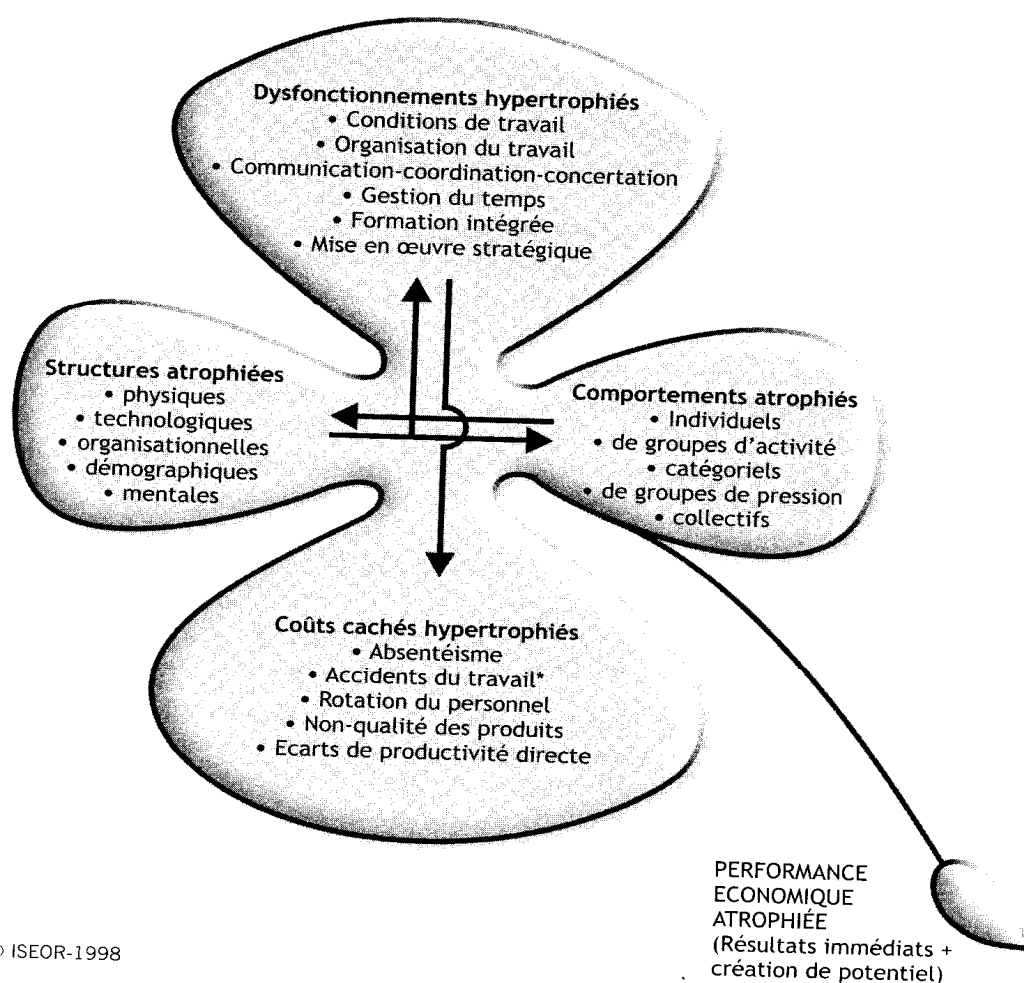 Dysfonctionnements hypertrophiés
• Conditions de travail
• Organisation du travail
• Communication-coordination-concertation
• Gestion du temps
• Formation intégrée
• Mise en œuvre stratégique
Structures atrophiées
• physiques
• technologiques
• organisationnelles
• démographiques
• mentales
Comportements atrophiés
• Individuels
• de groupes d'activité
• catégoriels
• de groupes de pression
• collectifs
Coûts cachés hypertrophiés
• Absentéisme
• Accidents du travail*
• Rotation du personnel
• Non-qualité des produits
• Ecarts de productivité directe
PERFORMANCE
ECONOMIQUE
ATROPHIÉE
(Résultats immédiats +
création de potentiel)
© ISEOR-1998